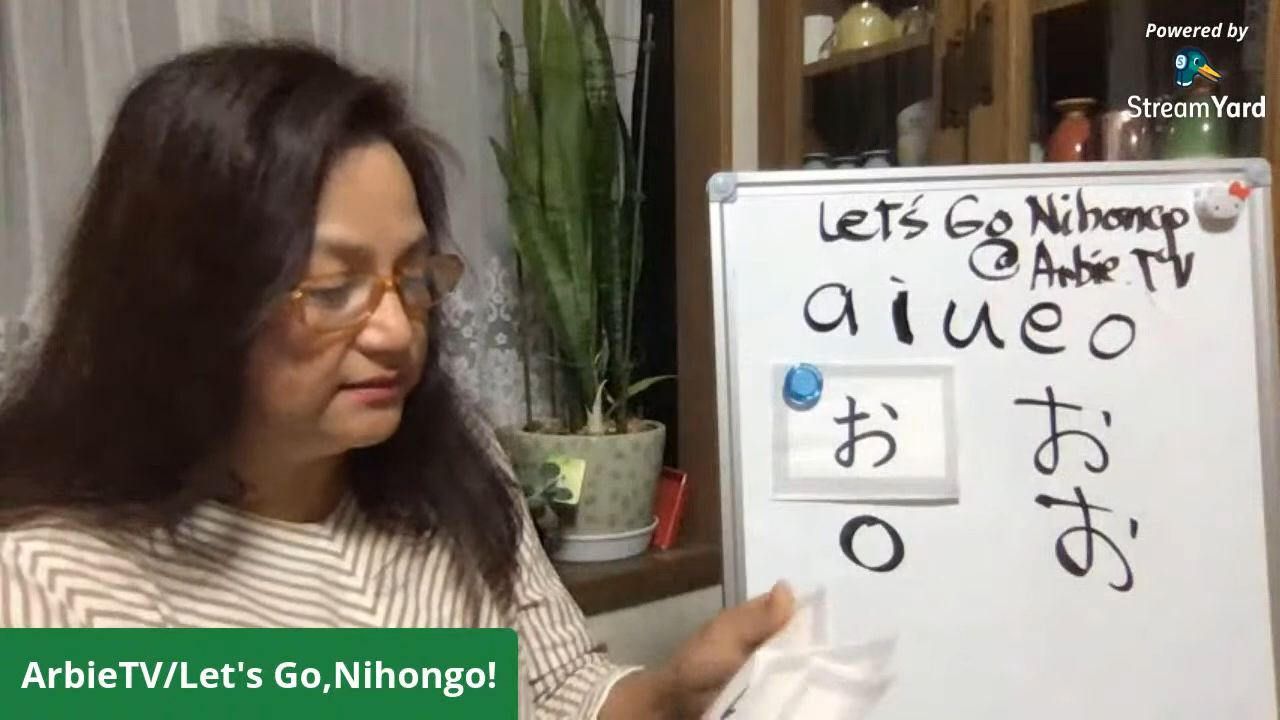 Powered by
StreamYard
Let's Go Nihongo
@ Arbie TV
a i u e o
お お
o お
ArbieTV/Let's Go,Nihongo!